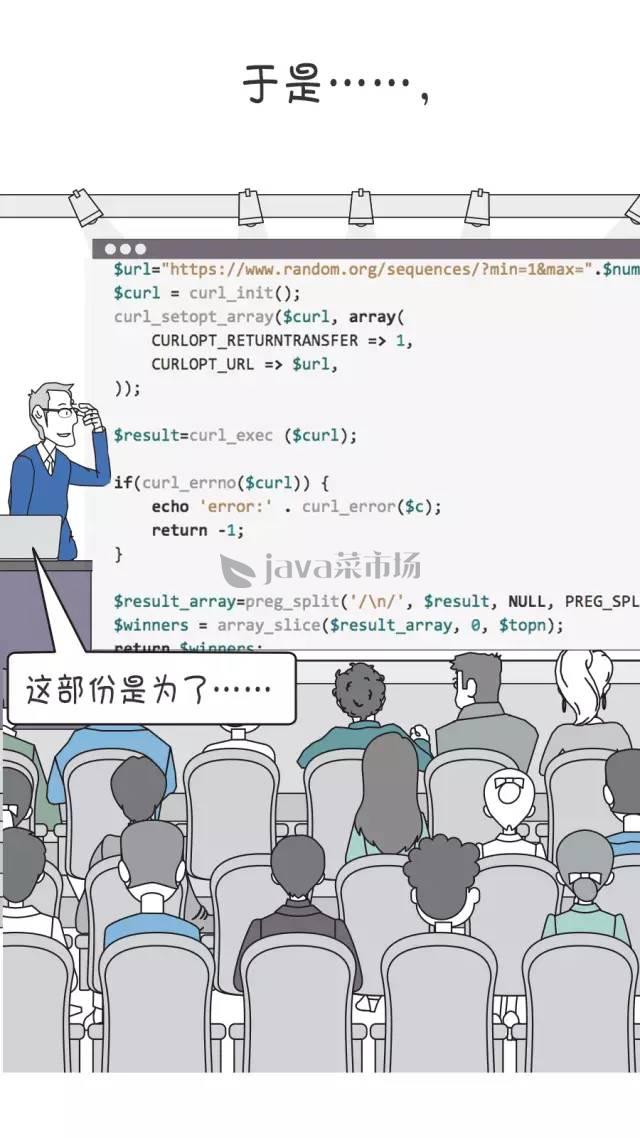 于是……,
$url="https://www.random.org/sequences/?min=1&max=".$num
$curl = curl_init();
curl_setopt_array($curl, array(
CURLOPT_RETURNTRANSFER => 1,
CURLOPT_URL => $url,
));
$result=curl_exec ($curl);
if(curl_errno($curl)) {
echo 'error:' . curl_error($c);
return -1;
}
java菜市场
$result_array=preg_split('/\n/', $result, NULL, PREG_SPL
$winners = array_slice($result_array, 0, $topn);
return $winners;
这部份是为了……